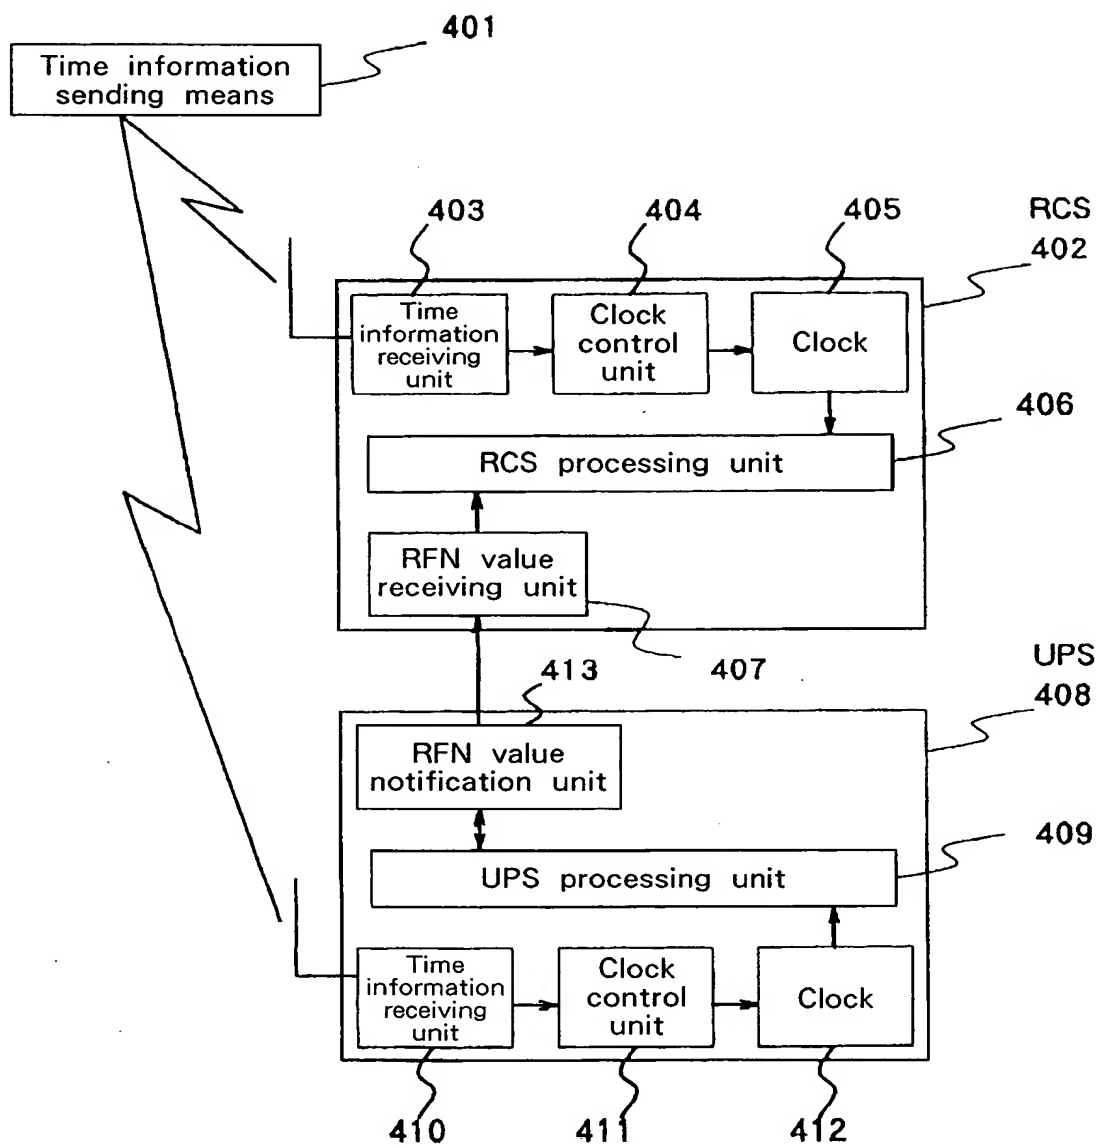 401
Time information
sending means
403
404
405
RCS
402
Time
information
receiving
unit
Clock
control
unit
Clock
406
RCS processing unit
RFN value
receiving unit
407
413
UPS
408
RFN value
notification unit
409
UPS processing unit
Time
information
receiving
unit
Clock
control
unit
Clock
410
411
412